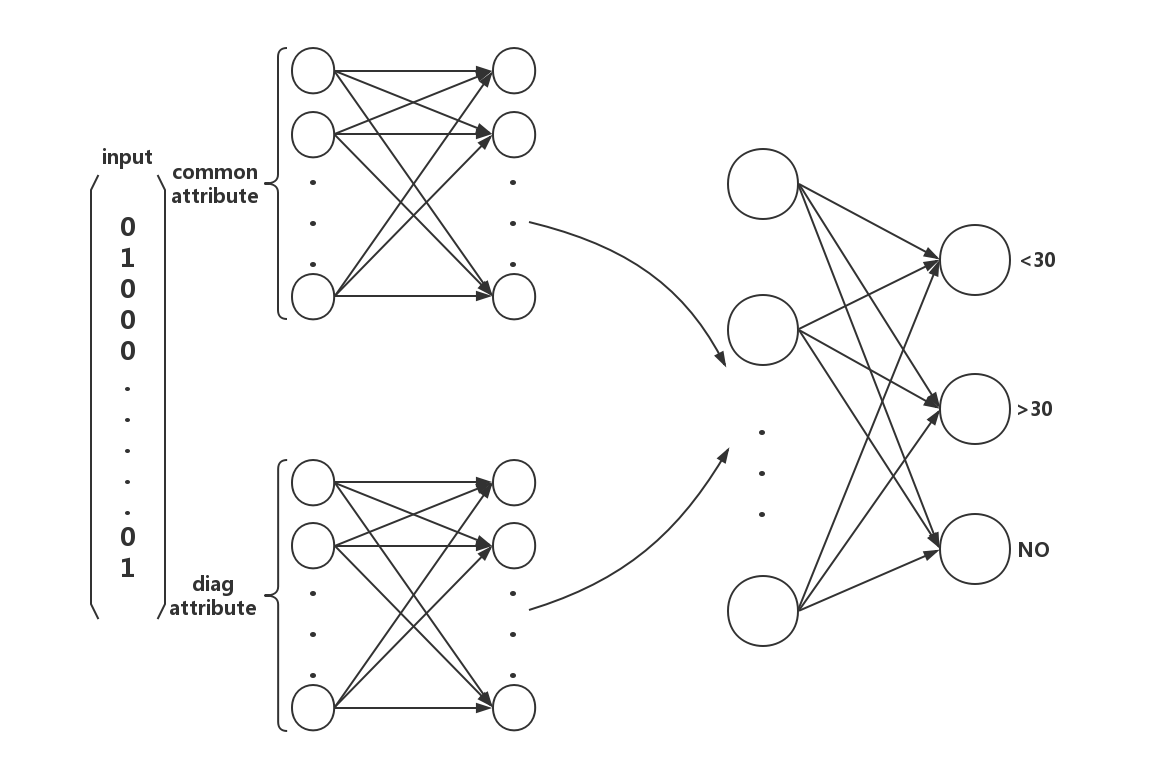 input
0
1
0
0
0
.
.
.
.
.
0
1
common
attribute
diag
attribute
<30
>30
NO